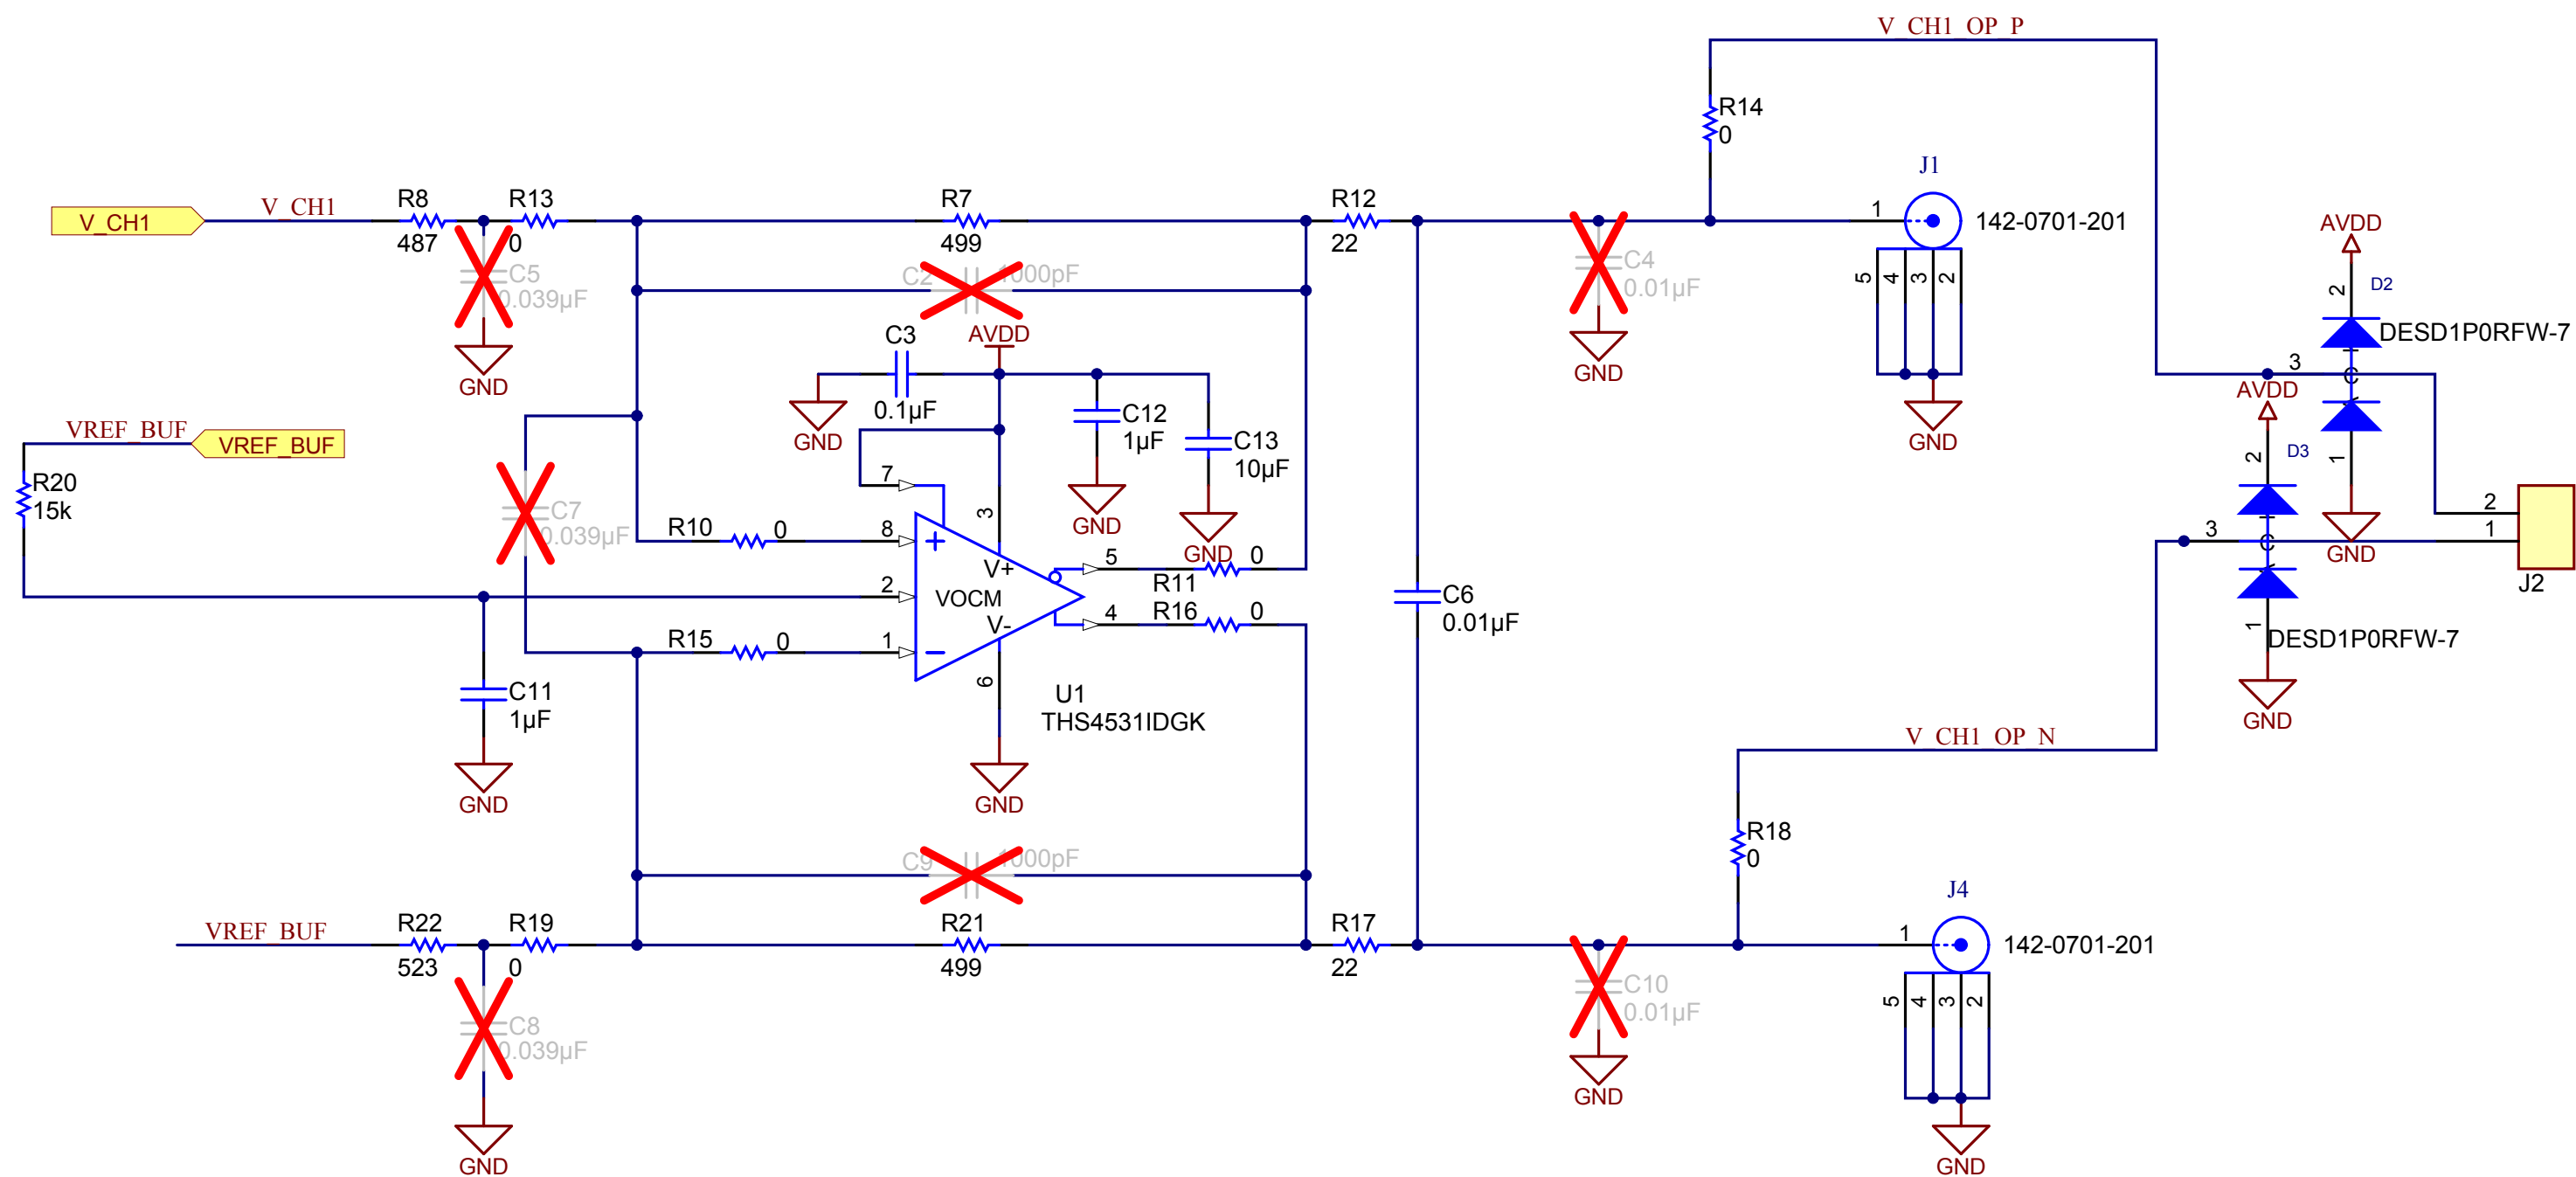 V_CH1_OP_P
R14
0
J1
1
142-0701-201
5 4 3 2
GND
V_CH1
V_CH1
R8
487
R13
0
C5
0.039µF
GND
R7
499
C2
1000pF
R12
22
C4
0.01µF
GND
AVDD
2
D2
DESD1P0RFW-7
3
1
GND
AVDD
2
D3
3
1
DESD1P0RFW-7
GND
2
1
J2
VREF_BUF
VREF_BUF
R20
15k
C7
0.039µF
C3
0.1µF
GND
AVDD
C12
1µF
GND
C13
10µF
GND
7
3
R10
0
8
2
R15
0
1
V+
VOCM
V-
5
R11
0
4
R16
0
6
U1
THS4531IDGK
GND
C6
0.01µF
C11
1µF
GND
V_CH1_OP_N
R18
0
J4
1
142-0701-201
5 4 3 2
GND
C9
1000pF
VREF_BUF
R22
523
R19
0
C8
0.039µF
GND
R21
499
R17
22
C10
0.01µF
GND